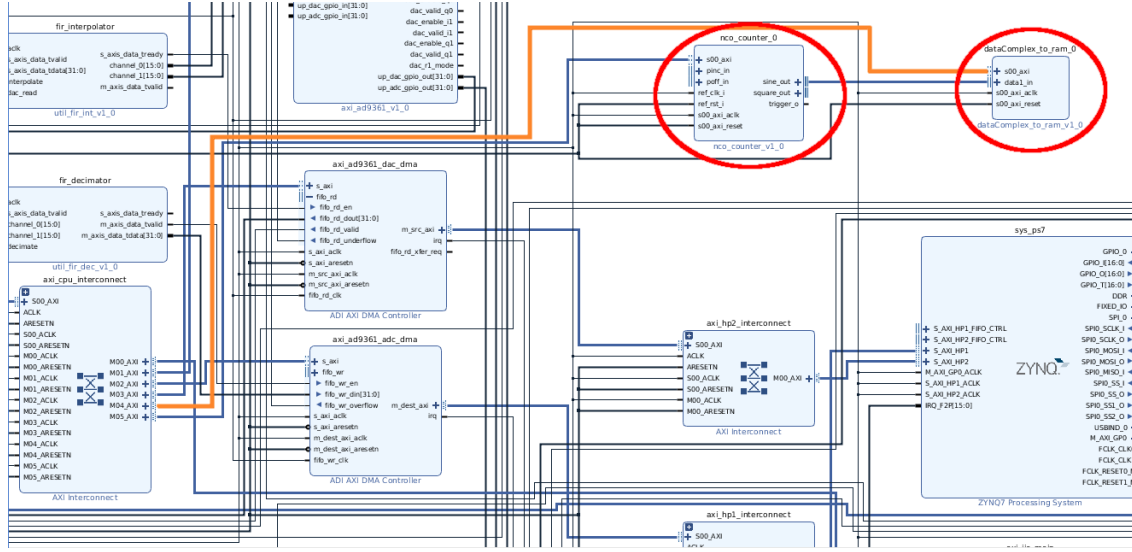 fir_interpolator
aclk
s_axis_data_tvalid
s_axis_data_tdata[31:0]
interpolate
dac_read
s_axis_data_tready
channel_0[15:0]
channel_1[15:0]
m_axis_data_tvalid
util_fir_int_v1_0
up_dac_gpio_in[31:0]
up_adc_gpio_in[31:0]
dac_valid_q0
dac_enable_i1
dac_valid_i1
dac_enable_q1
dac_valid_q1
dac_r1_mode
up_dac_gpio_out[31:0]
up_adc_gpio_out[31:0]
axi_ad9361_v1_0
nco_counter_0
s00_axi
pinc_in
poff_in
ref_clk_i
ref_rst_i
s00_axi_aclk
s00_axi_reset
sine_out
square_out
trigger_o
nco_counter_v1_0
dataComplex_to_ram_0
s00_axi
data1_in
s00_axi_aclk
s00_axi_reset
dataComplex_to_ram_v1_0
fir_decimator
aclk
s_axis_data_tvalid
channel_0[15:0]
channel_1[15:0]
decimate
s_axis_data_tready
m_axis_data_tvalid
m_axis_data_tdata[31:0]
util_fir_dec_v1_0
axi_ad9361_dac_dma
s_axi
fifo_rd
fifo_rd_en
fifo_rd_dout[31:0]
fifo_rd_valid
fifo_rd_underflow
s_axi_aclk
s_axi_aresetn
m_src_axi_aclk
m_src_axi_aresetn
fifo_rd_clk
m_src_axi
irq
fifo_rd_xfer_req
ADI AXI DMA Controller
axi_cpu_interconnect
S00_AXI
ACLK
ARESETN
S00_ACLK
S00_ARESETN
M00_ACLK
M00_ARESETN
M01_ACLK
M01_ARESETN
M02_ACLK
M02_ARESETN
M03_ACLK
M03_ARESETN
M04_ACLK
M04_ARESETN
M05_ACLK
M05_ARESETN
M00_AXI
M01_AXI
M02_AXI
M03_AXI
M04_AXI
M05_AXI
AXI Interconnect
axi_ad9361_adc_dma
s_axi
fifo_wr
fifo_wr_en
fifo_wr_din[31:0]
fifo_wr_overflow
s_axi_aclk
s_axi_aresetn
m_dest_axi_aclk
m_dest_axi_aresetn
fifo_wr_clk
m_dest_axi
irq
ADI AXI DMA Controller
axi_hp2_interconnect
S00_AXI
ACLK
ARESETN
S00_ACLK
S00_ARESETN
M00_ACLK
M00_ARESETN
M00_AXI
AXI Interconnect
sys_ps7
S_AXI_HP1_FIFO_CTRL
S_AXI_HP2_FIFO_CTRL
S_AXI_HP1
S_AXI_HP2
M_AXI_GP0_ACLK
S_AXI_HP1_ACLK
S_AXI_HP2_ACLK
IRQ_F2P[15:0]
ZYNQ
GPIO_0
GPIO_I[16:0]
GPIO_O[16:0]
GPIO_T[16:0]
DDR
FIXED_IO
SPI_0
SPI0_SCLK_I
SPI0_SCLK_O
SPI0_MOSI_I
SPI0_MOSI_O
SPI0_MISO_I
SPI0_SS_I
SPI0_SS_O
SPI0_SS1_O
SPI0_SS2_O
USBIND_0
M_AXI_GP0
FCLK_CLK
FCLK_CLK
FCLK_RESET0_
FCLK_RESET1_
ZYNQ7 Processing System
axi_hp1_interconnect
S00_AXI